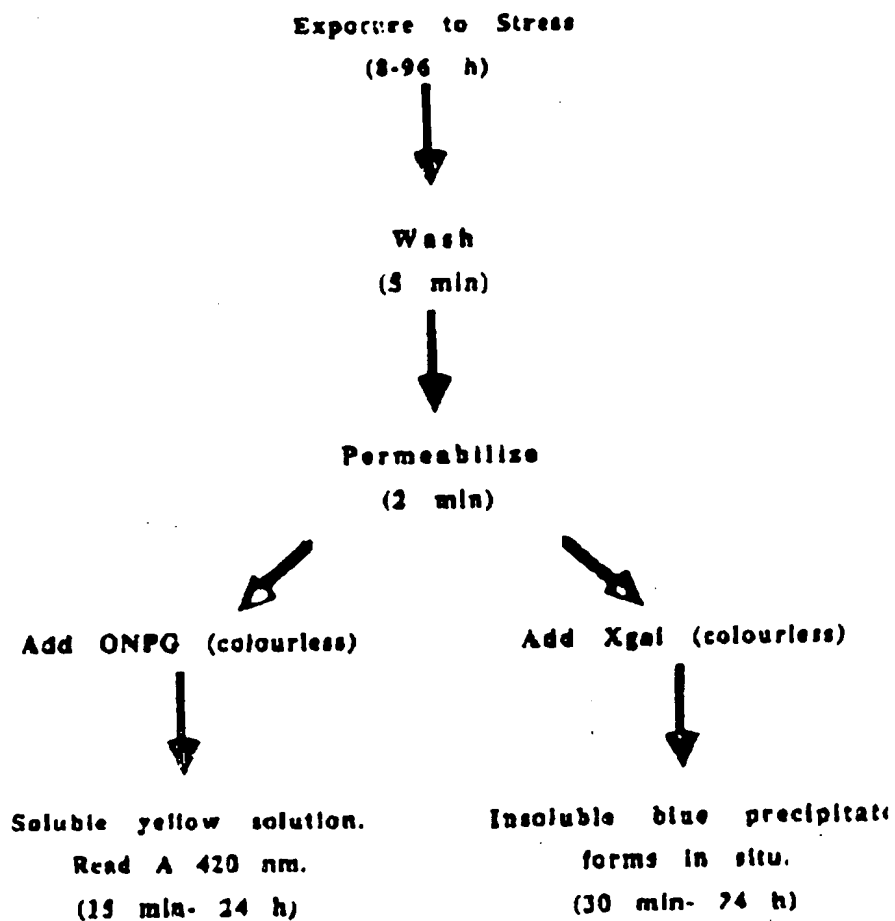 Exposure to Stress
(8-96 h)
Wash
(5 min)
Permeabilize
(2 min)
Add ONPG (colourless)
Add Xgal (colourless)
Soluble yellow solution.
Read A 420 nm.
(15 min- 24 h)
Insoluble blue precipitate
forms in situ.
(30 min- 24 h)